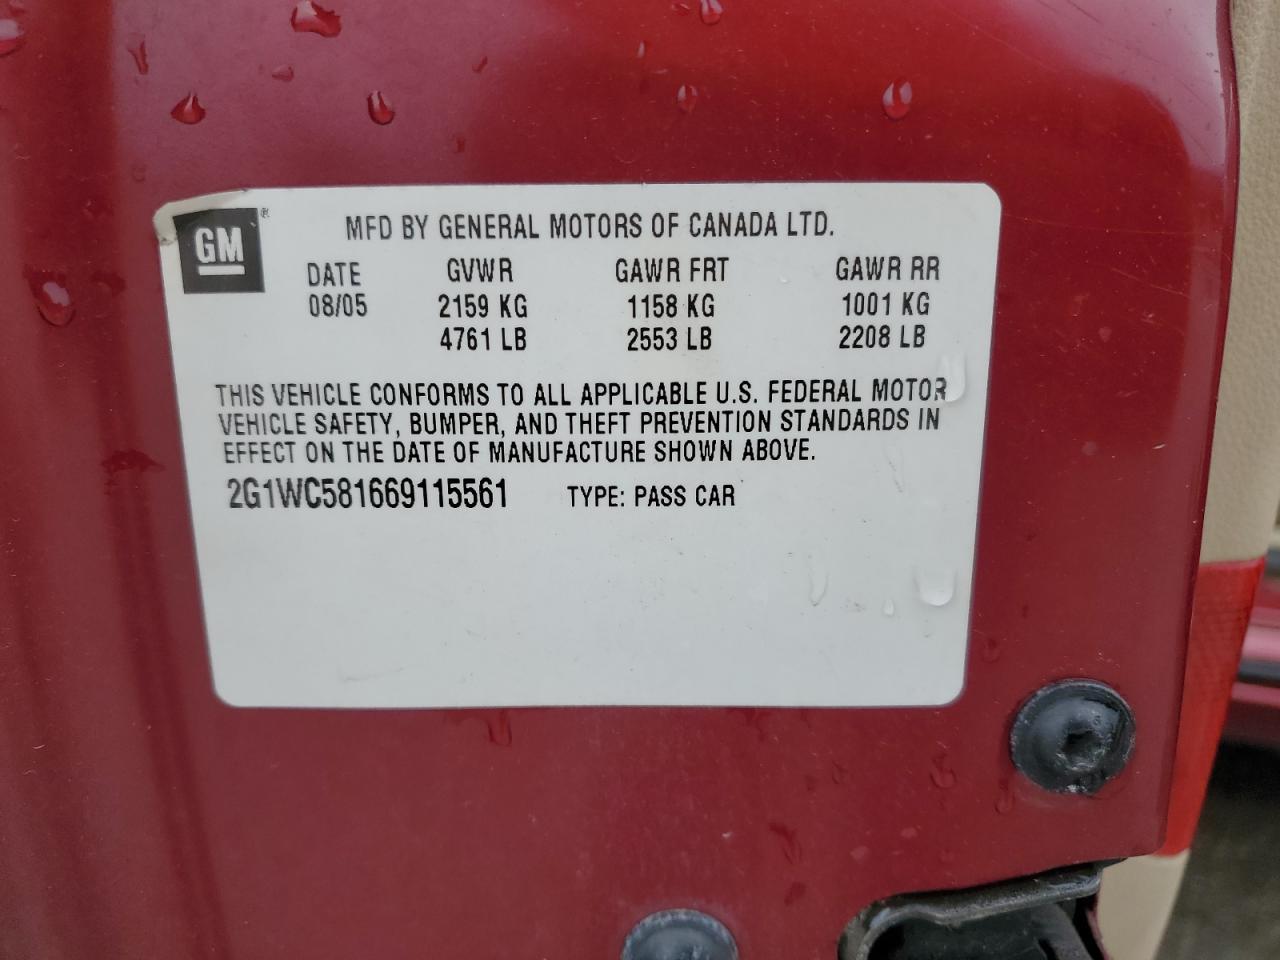 GM ®
MFD BY GENERAL MOTORS OF CANADA LTD.
DATE GVWR GAWR FRT GAWR RR
08/05 2159 KG 1158 KG 1001 KG
4761 LB 2553 LB 2208 LB
THIS VEHICLE CONFORMS TO ALL APPLICABLE U.S. FEDERAL MOTOR
VEHICLE SAFETY, BUMPER, AND THEFT PREVENTION STANDARDS IN
EFFECT ON THE DATE OF MANUFACTURE SHOWN ABOVE.
2G1WC581669115561 TYPE: PASS CAR